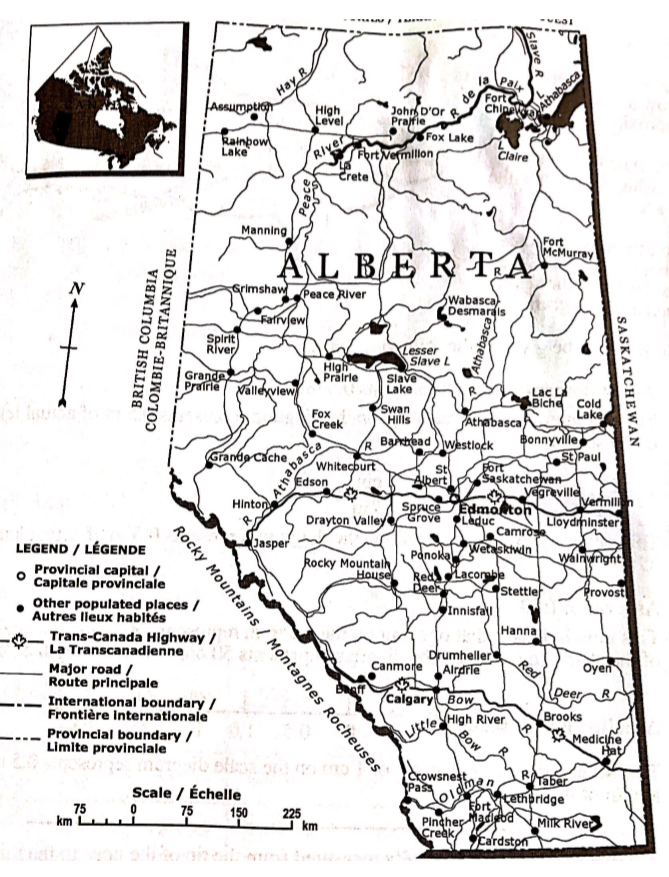 Slave R
Hay R
R de la Paix
Fort
Chipewyan
L
Athabasca
Assumption
High
Level
John D'Or
Prairie
Fox Lake
Rainbow
Lake
River
Fort Vermilion
La
Crete
L
Claire
Peace
Manning
Fort
McMurray
ALBERTA
R
N
BRITISH COLUMBIA
COLOMBIE-BRITANNIQUE
SASKATCHEWAN
Grimshaw
Peace River
Fairview
Wabasca
Desmarais
Athabasca
Spirit
River
Lesser
Slave L
High
Prairie
Grande
Prairie
Valleyview
Slave
Lake
R
Lac La
Biche
Cold
Lake
Swan
Hills
Athabasca
Fox
Creek
Barrhead
Westlock
Bonnyville
R
Grande Cache
Athabasca
Whitecourt
St Paul
St
Albert
Fort
Saskatchewan
Edson
Vegreville
Hinton
Spruce
Grove
Edmonton
Vermilion
Drayton Valley
Leduc
Lloydminster
R
Camrose
Jasper
Ponoka
Wetaskiwin
Wainwright
Rocky Mountain
House
Red
Deer
Lacombe
Stettler
Provost
Innisfail
Hanna
Rocky Mountains Montagnes Rocheuses
Drumheller
Canmore
Airdrie
Red
Oyen
Banff
Deer R
Calgary
Bow
Little
High River
Brooks
Bow
R
Medicine
Hat
R
Crowsnest
Pass
Oldman
R
Taber
Lethbridge
Fort
Macleod
Pincher
Creek
Milk River
Cardston
LEGEND / LÉGENDE
Provincial capital /
Capitale provinciale
Other populated places /
Autres lieux habités
Trans-Canada Highway /
La Transcanadienne
Major road /
Route principale
International boundary /
Frontière internationale
Provincial boundary /
Limite provinciale
Scale / Échelle
75 0 75 150 225
km km